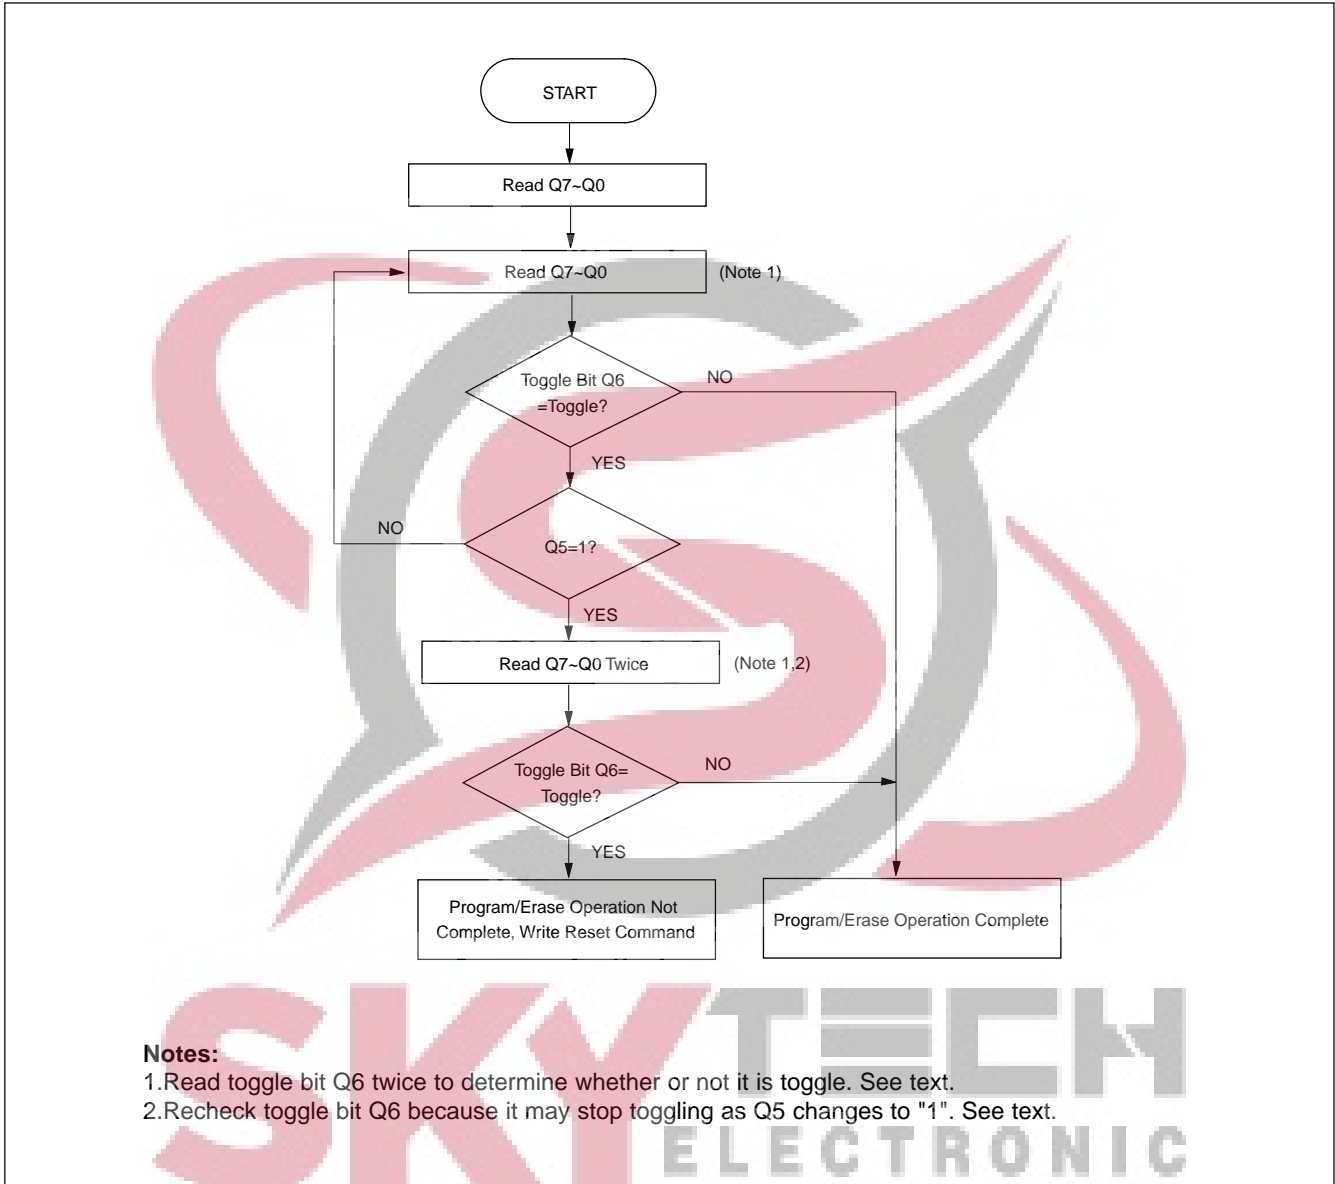 START
Read Q7~Q0
Read Q7~Q0
(Note 1)
Toggle Bit Q6
=Toggle?
NO
YES
NO
Q5=1?
YES
Read Q7~Q0 Twice
(Note 1,2)
Toggle Bit Q6=
Toggle?
NO
YES
Program/Erase Operation Not
Complete, Write Reset Command
Program/Erase Operation Complete
Notes:
1.Read toggle bit Q6 twice to determine whether or not it is toggle. See text.
2.Recheck toggle bit Q6 because it may stop toggling as Q5 changes to "1". See text.
SKYTECH
ELECTRONIC